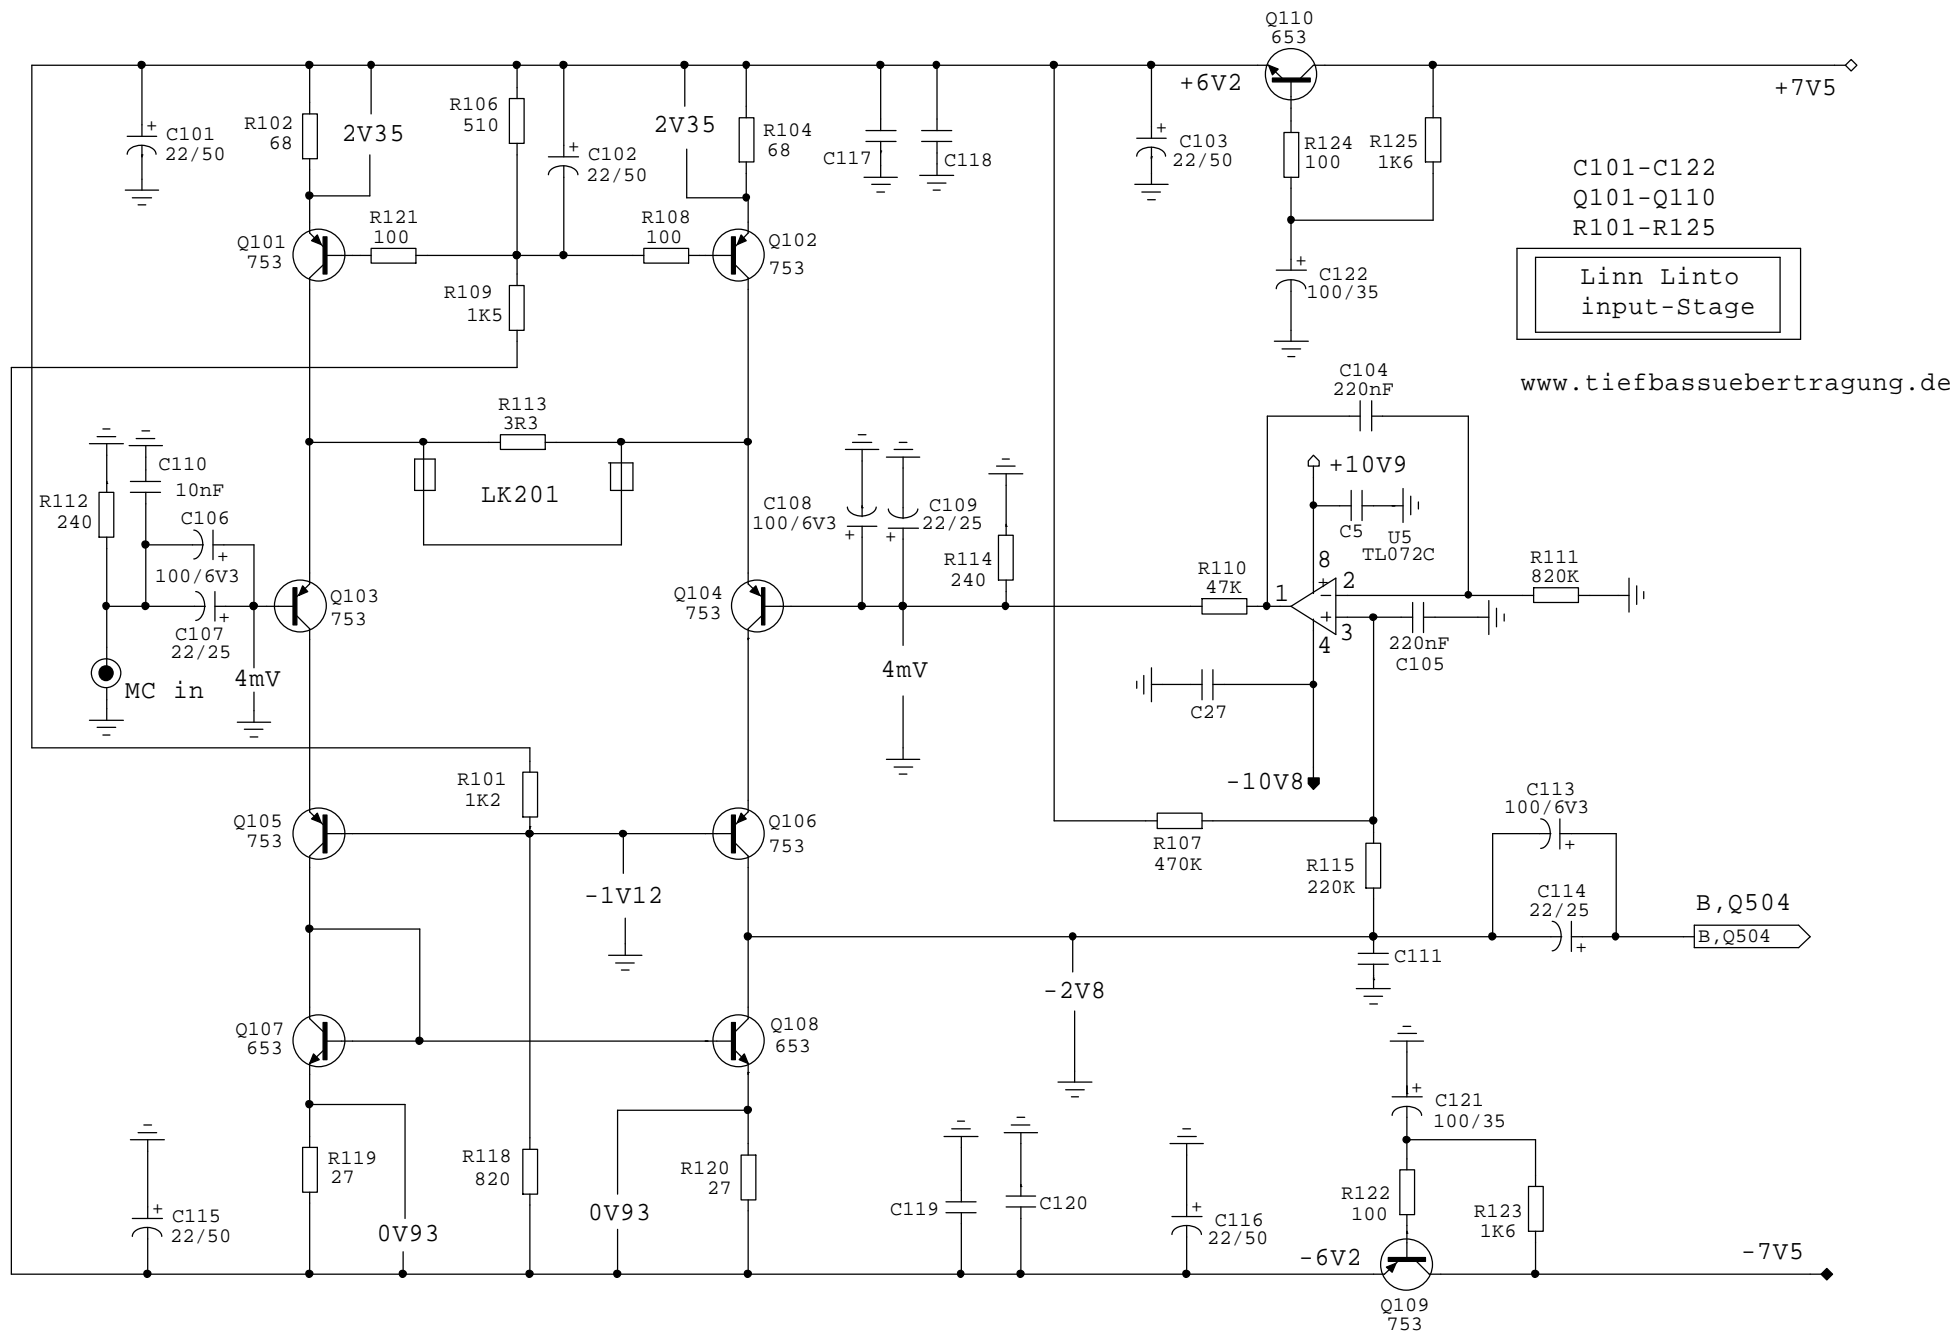 Q110
653
+6V2
+7V5
C101
22/50
R102
68
2V35
R106
510
C102
22/50
2V35
R104
68
C117
C118
C103
22/50
R124
100
R125
1K6
C101-C122
Q101-Q110
R101-R125
Q101
753
R121
100
R108
100
Q102
753
R109
1K5
C122
100/35
Linn Linto
input-Stage
www.tiefbassuebertragung.de
C104
220nF
R113
3R3
LK201
C110
10nF
R112
240
C106
100/6V3
C107
22/25
MC in
4mV
Q103
753
Q104
753
C108
100/6V3
C109
22/25
R114
240
4mV
R110
47K
+10V9
C5
U5
TL072C
8
1
2
3
4
R111
820K
220nF
C105
C27
-10V8
R101
1K2
Q105
753
Q106
753
-1V12
R107
470K
R115
220K
C113
100/6V3
C114
22/25
B,Q504
B,Q504
C111
-2V8
Q107
653
Q108
653
C121
100/35
R119
27
R118
820
R120
27
C115
22/50
0V93
0V93
C119
C120
C116
22/50
R122
100
R123
1K6
-6V2
-7V5
Q109
753